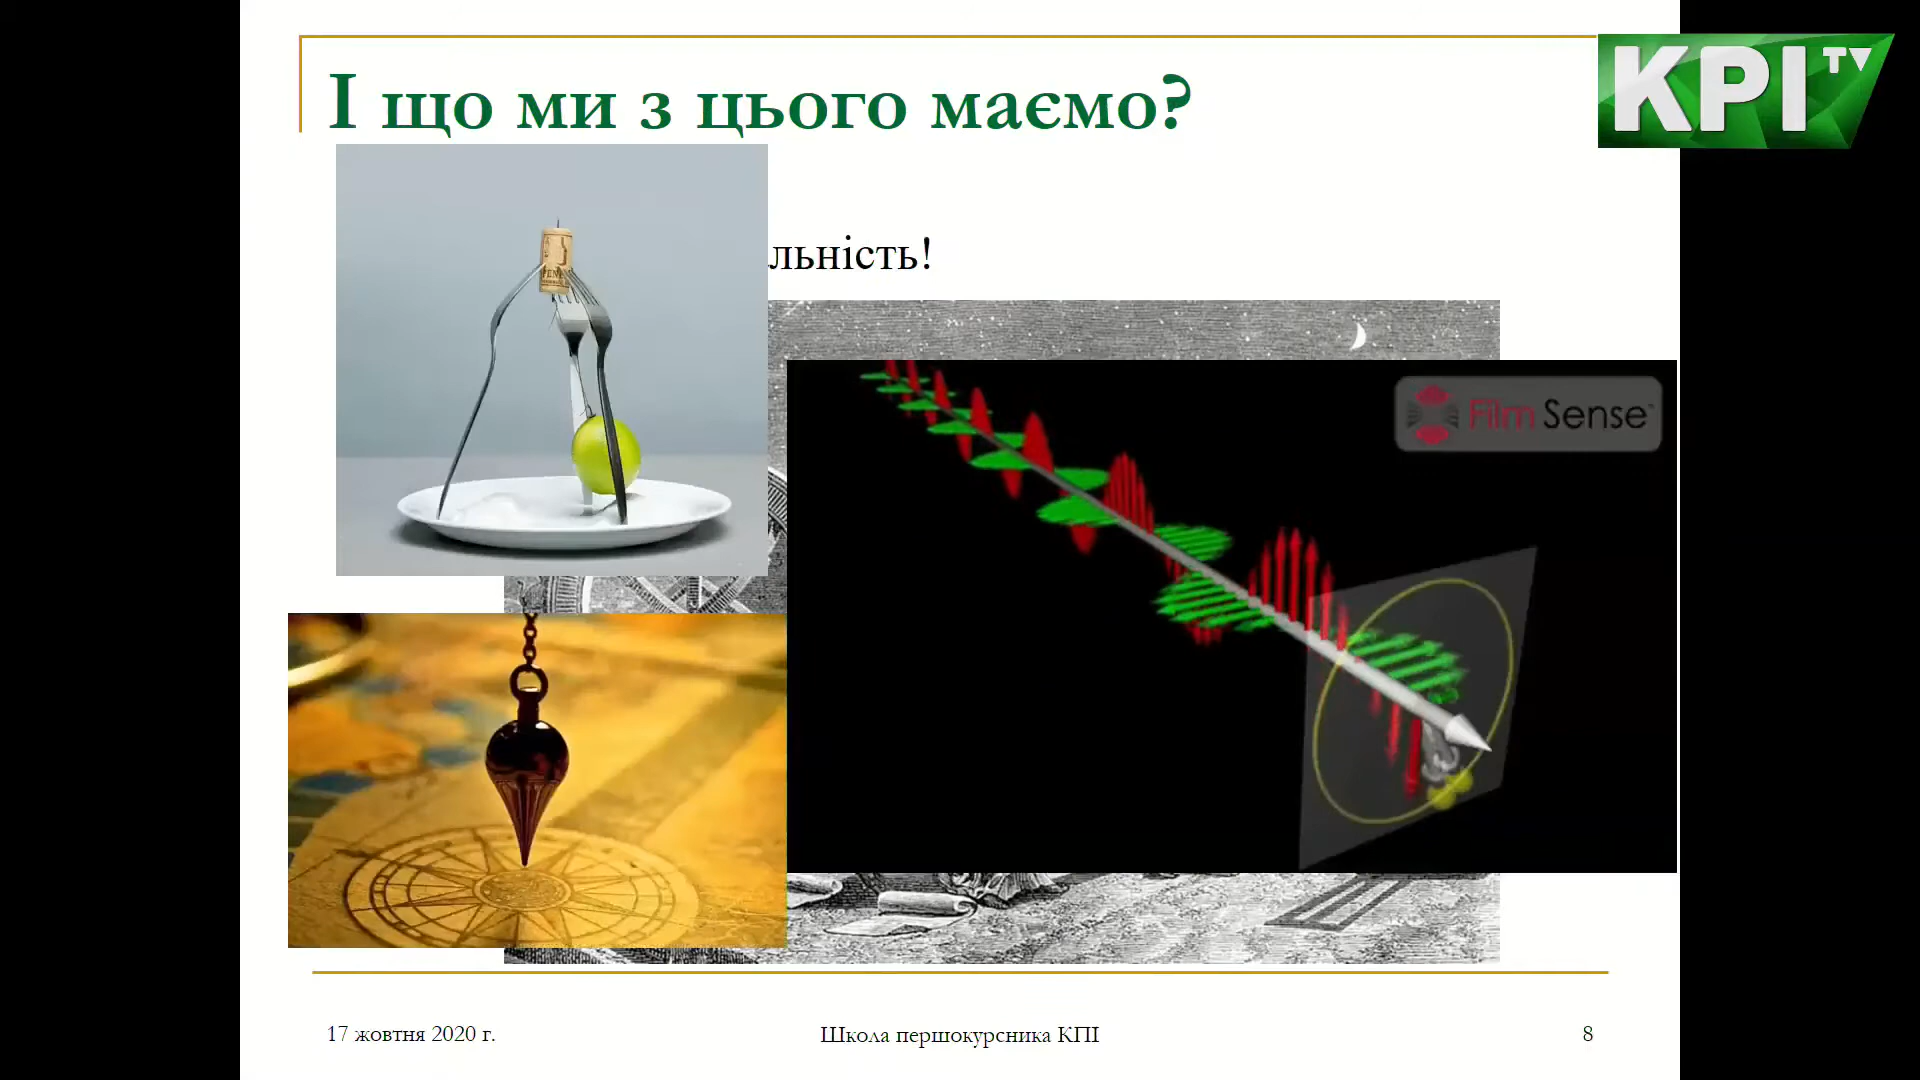 І що ми з цього маємо?
KPI TV
льність!
Film Sense
17 жовтня 2020 г.
Школа першокурсника КПІ
8